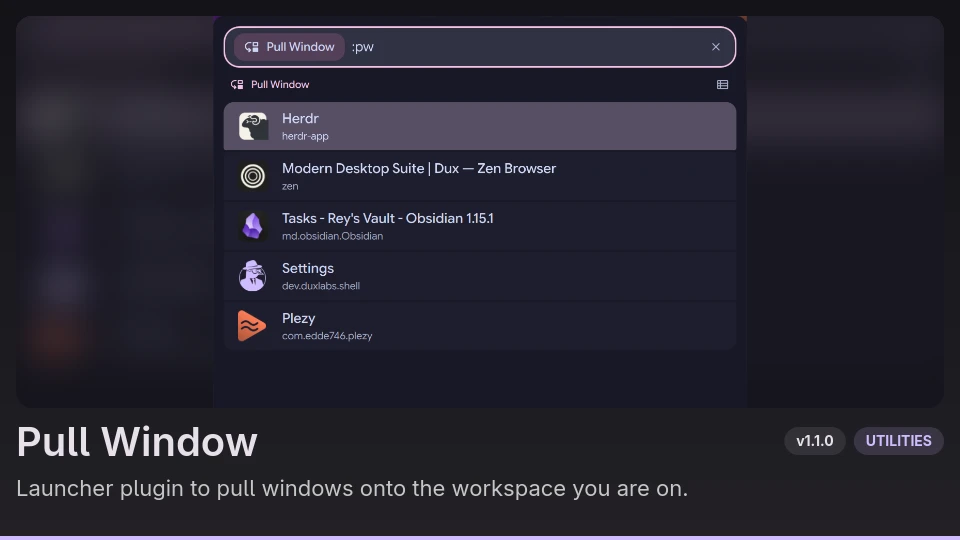 Pull Window :pw
Pull Window
Herdr
herdr-app
Modern Desktop Suite | Dux — Zen Browser
zen
Tasks - Rey's Vault - Obsidian 1.15.1
md.obsidian.Obsidian
Settings
dev.duxlabs.shell
Plezy
com.edde746.plezy
Pull Window
v1.1.0
UTILITIES
Launcher plugin to pull windows onto the workspace you are on.